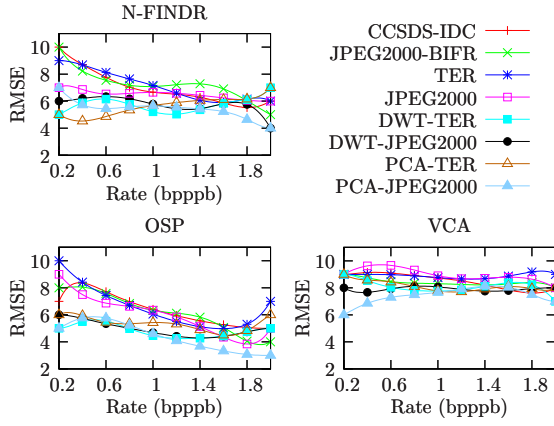 N-FINDR
RMSE
10
8
6
4
2
0.2 0.6 1 1.4 1.8
Rate (bpppb)
CCSDS-IDC
JPEG2000-BIFR
TER
JPEG2000
DWT-TER
DWT-JPEG2000
PCA-TER
PCA-JPEG2000
OSP
RMSE
10
8
6
4
2
0.2 0.6 1 1.4 1.8
Rate (bpppb)
VCA
RMSE
10
8
6
4
2
0.2 0.6 1 1.4 1.8
Rate (bpppb)